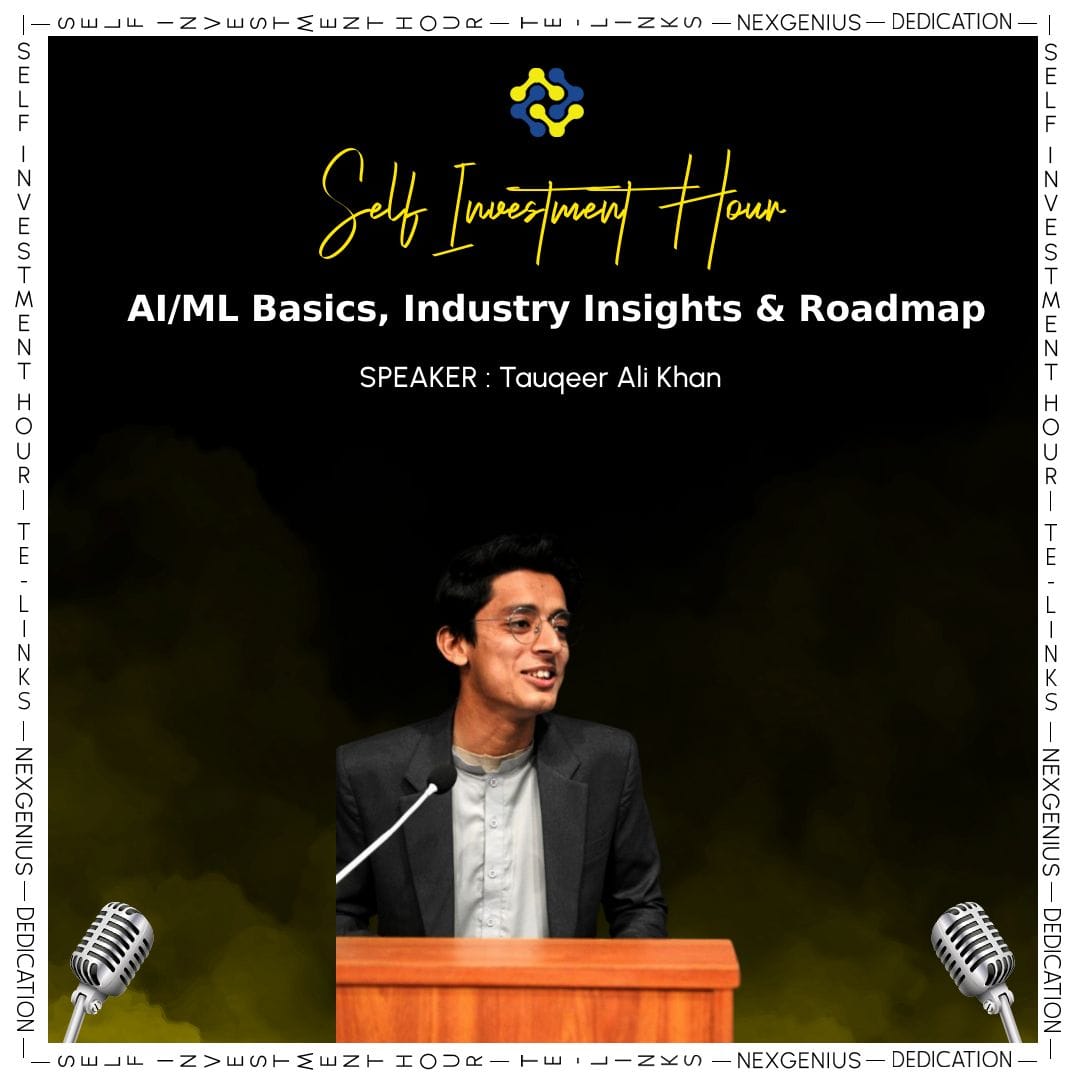 SELF INVESTMENT HOUR — TE - LINKS — NEXGENIUS — DEDICATION —
Self Investment Hour
AI/ML Basics, Industry Insights & Roadmap
SPEAKER : Tauqeer Ali Khan
SELF INVESTMENT HOUR — TE - LINKS — NEXGENIUS — DEDICATION —
SELF INVESTMENT HOUR — TE - LINKS — NEXGENIUS — DEDICATION —
SELF INVESTMENT HOUR — TE - LINKS — NEXGENIUS — DEDICATION —